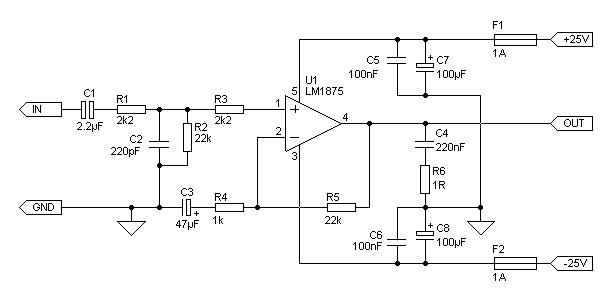 F1
+25V
1A
C5
100nF
+
C7
100µF
U1
LM1875
5
IN
C1
2.2µF
R1
2k2
R3
2k2
1
+
2
−
3
4
OUT
C2
220pF
R2
22k
C4
220nF
R6
1R
GND
C3
+
47µF
R4
1k
R5
22k
C6
100nF
+
C8
100µF
F2
1A
-25V